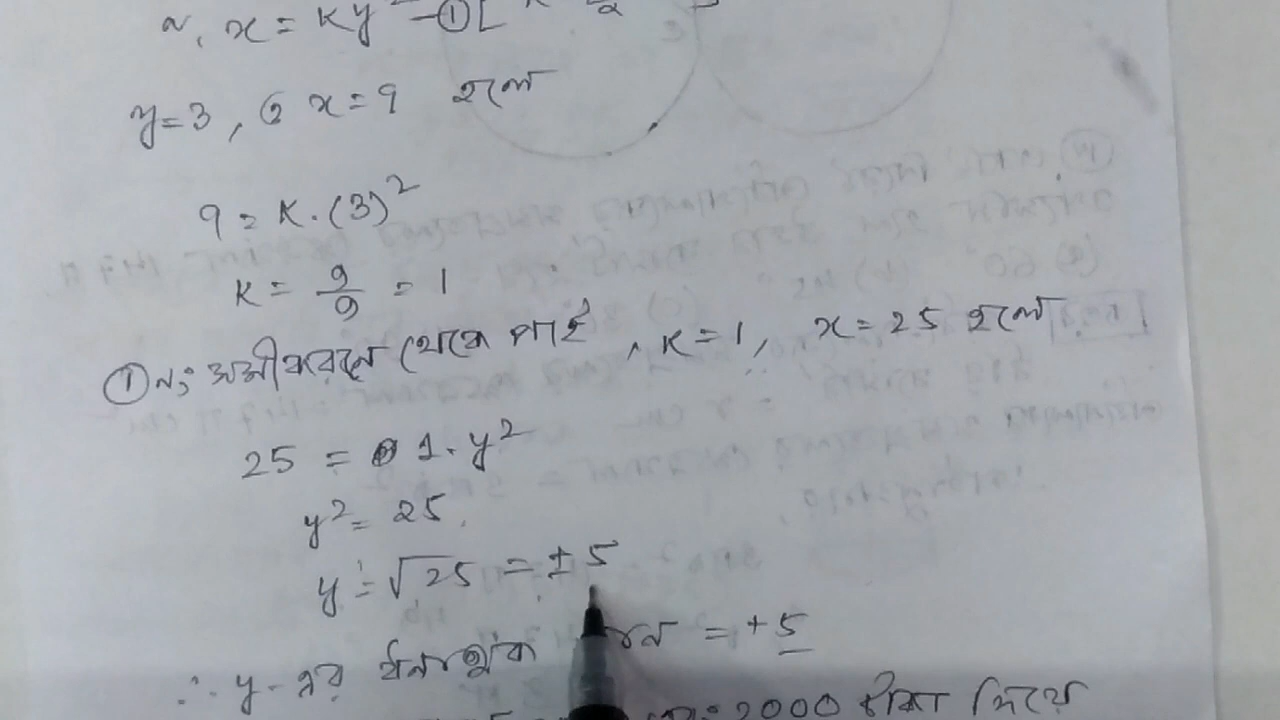 বা, x = Ky² —① [
y = 3, ও x = 9 হলে
9 = K. (3)²
K = 9/9 = 1
① নং সমীকরণ থেকে পাই, K = 1, x = 25 হলে
25 = 1. y²
y² = 25.
y = √25 = ± 5
∴ y- এর ধনাত্মক মান = + 5
2000 টাকা দিয়ে